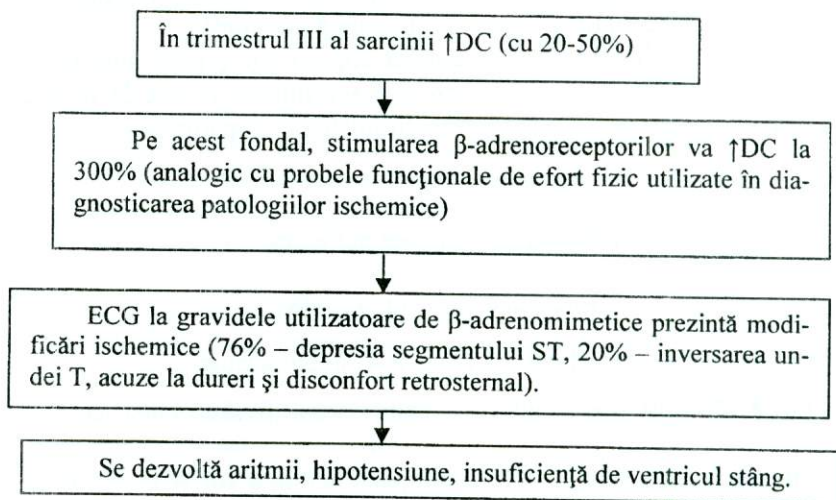 În trimestrul III al sarcinii ↑DC (cu 20-50%)
Pe acest fondal, stimularea β-adrenoreceptorilor va ↑DC la
300% (analogic cu probele funcţionale de efort fizic utilizate în dia-
gnosticarea patologiilor ischemice)
ECG la gravidele utilizatoare de β-adrenomimetice prezintă modi-
ficări ischemice (76% – depresia segmentului ST, 20% – inversarea un-
dei T, acuze la dureri şi disconfort retrosternal).
Se dezvoltă aritmii, hipotensiune, insuficienţă de ventricul stâng.